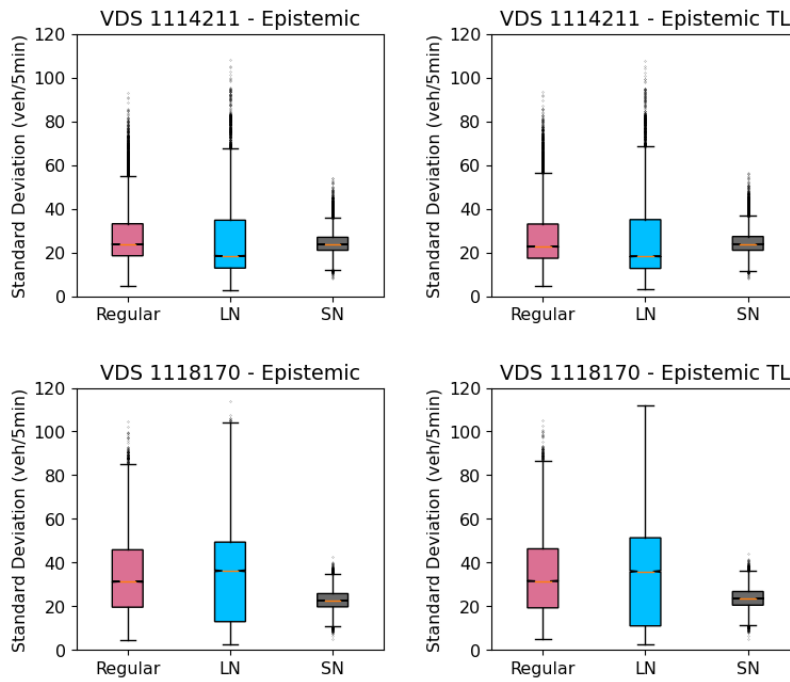 VDS 1114211 - Epistemic
Standard Deviation (veh/5min)
120
100
80
60
40
20
0
Regular LN SN
VDS 1114211 - Epistemic TL
Standard Deviation (veh/5min)
120
100
80
60
40
20
0
Regular LN SN
VDS 1118170 - Epistemic
Standard Deviation (veh/5min)
120
100
80
60
40
20
0
Regular LN SN
VDS 1118170 - Epistemic TL
Standard Deviation (veh/5min)
120
100
80
60
40
20
0
Regular LN SN